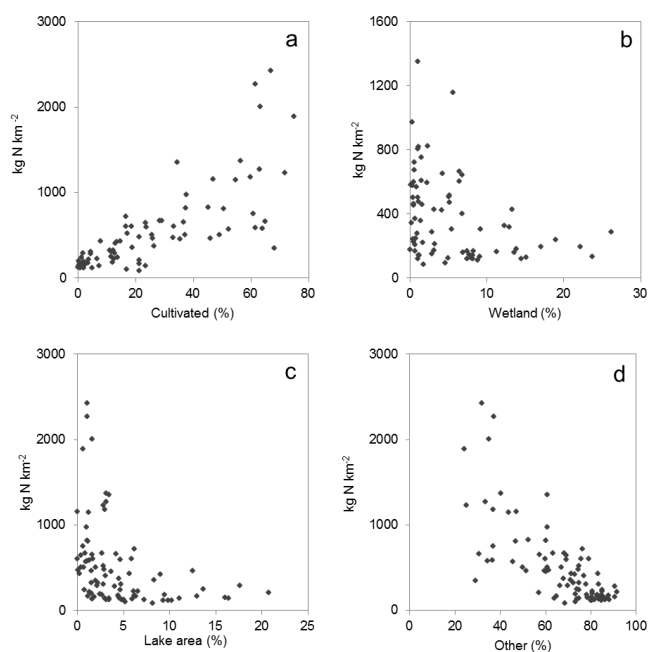 a
3000
2000
1000
0
kg N km-2
0 20 40 60 80
Cultivated (%)
b
1600
1200
800
400
0
kg N km-2
0 10 20 30
Wetland (%)
c
3000
2000
1000
0
kg N km-2
0 5 10 15 20 25
Lake area (%)
d
3000
2000
1000
0
kg N km-2
0 20 40 60 80 100
Other (%)